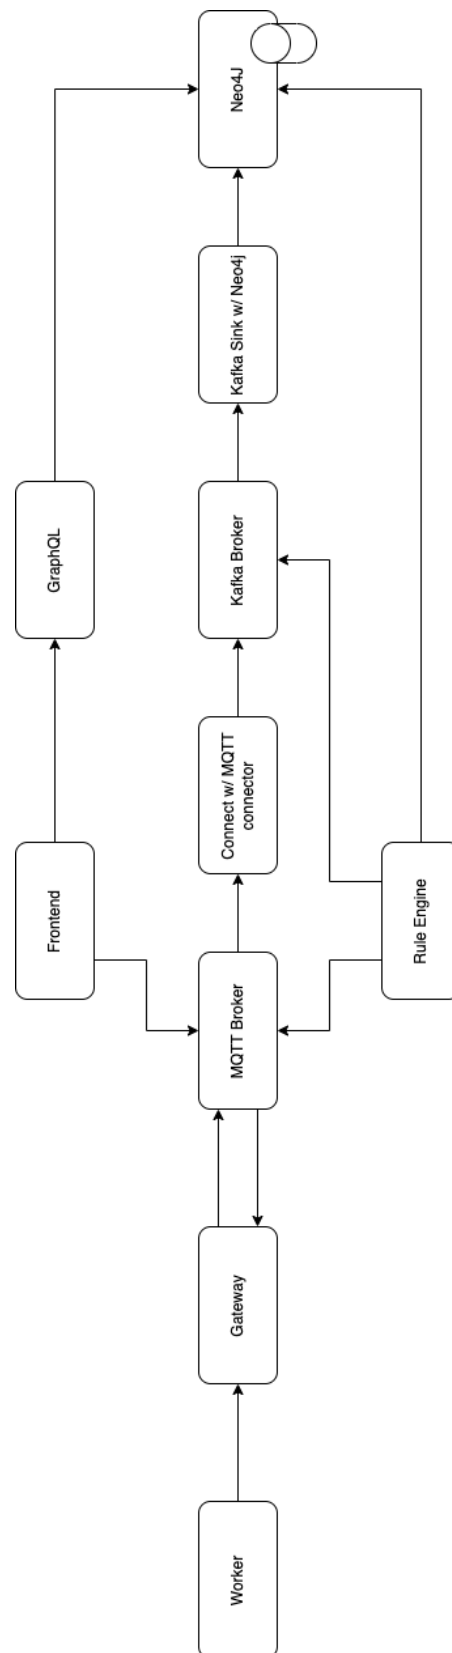 Neo4J
Kafka Sink w/ Neo4j
GraphQL
Kafka Broker
Connect w/ MQTT
connector
Frontend
MQTT Broker
Rule Engine
Gateway
Worker